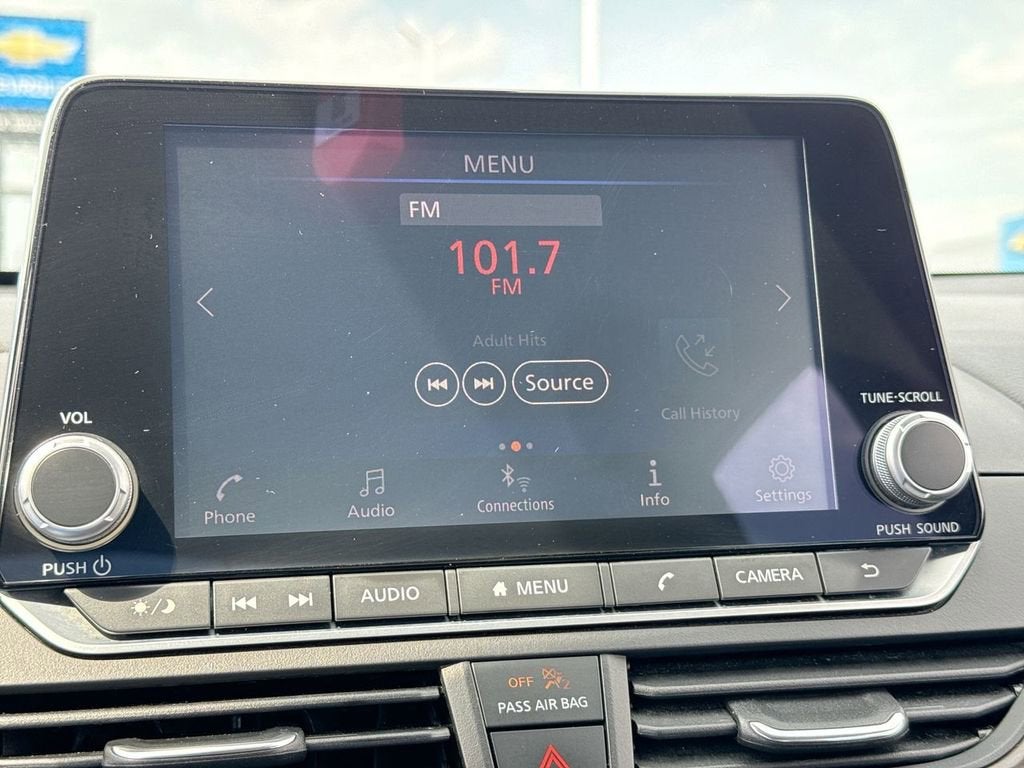 MENU
FM
101.7
FM
Adult Hits
Source
Call History
VOL
TUNE·SCROLL
Phone
Audio
Connections
Info
Settings
PUSH
PUSH SOUND
AUDIO
MENU
CAMERA
OFF
2
PASS AIR BAG